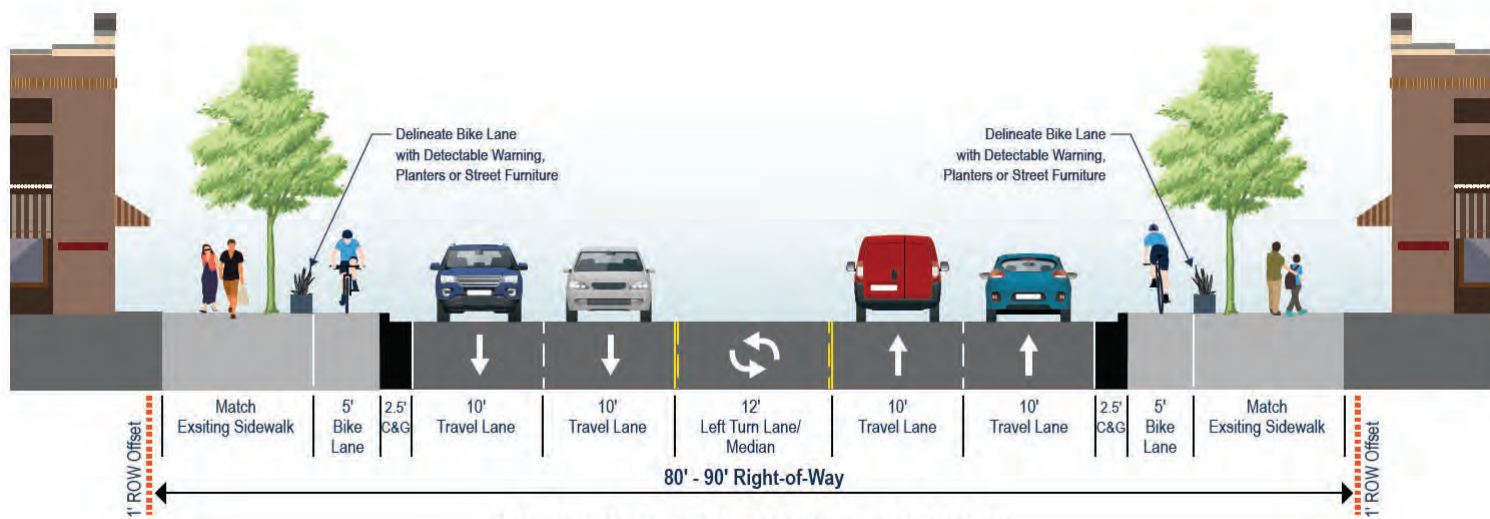 Delineate Bike Lane
with Detectable Warning,
Planters or Street Furniture
Delineate Bike Lane
with Detectable Warning,
Planters or Street Furniture
1' ROW Offset
Match
Exsiting Sidewalk
5'
Bike
Lane
2.5'
C&G
10'
Travel Lane
10'
Travel Lane
12'
Left Turn Lane/
Median
10'
Travel Lane
10'
Travel Lane
2.5'
C&G
5'
Bike
Lane
Match
Exsiting Sidewalk
1' ROW Offset
80' - 90' Right-of-Way